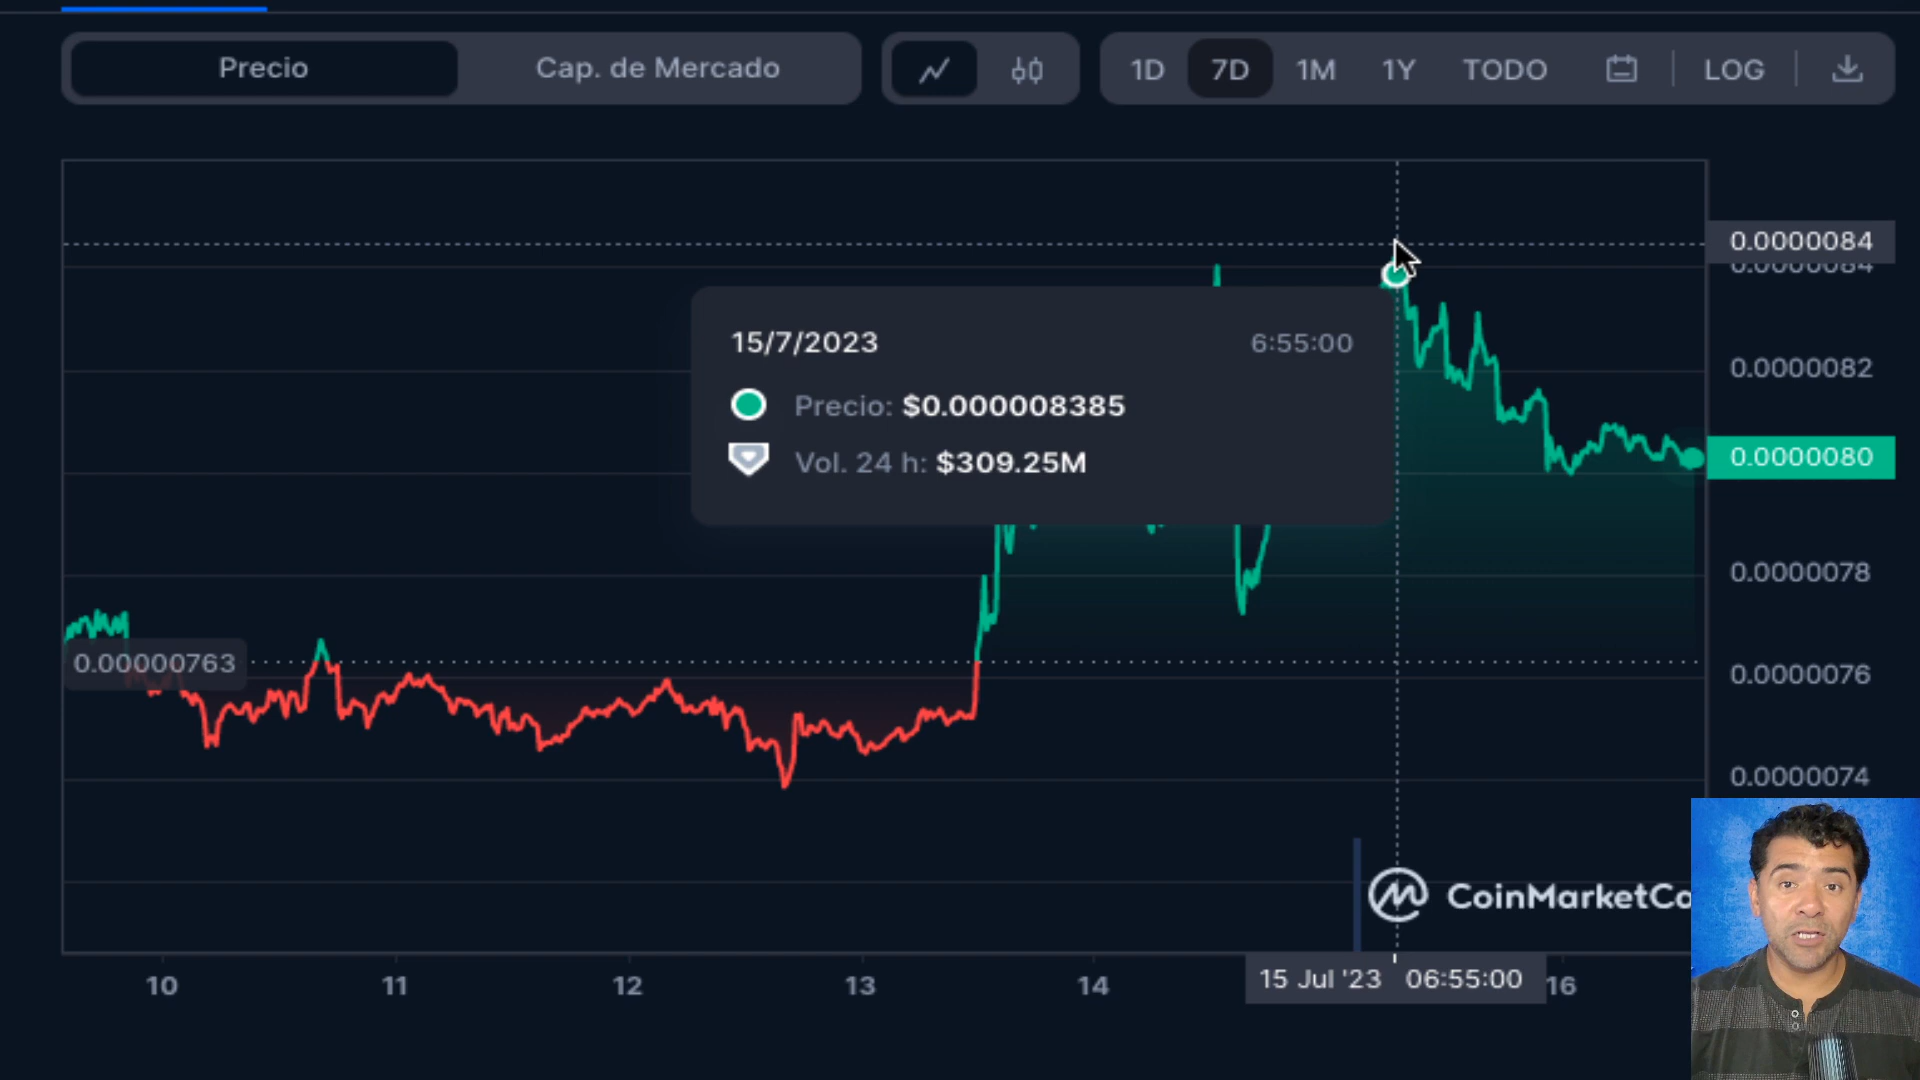 Precio
Cap. de Mercado
1D
7D
1M
1Y
TODO
LOG
0.0000084
0.0000084
15/7/2023
6:55:00
0.0000082
Precio: $0.000008385
0.0000080
Vol. 24 h: $309.25M
0.0000078
0.00000763
0.0000076
0.0000074
CoinMarketCa
10
11
12
13
14
15 Jul '23 06:55:00
16